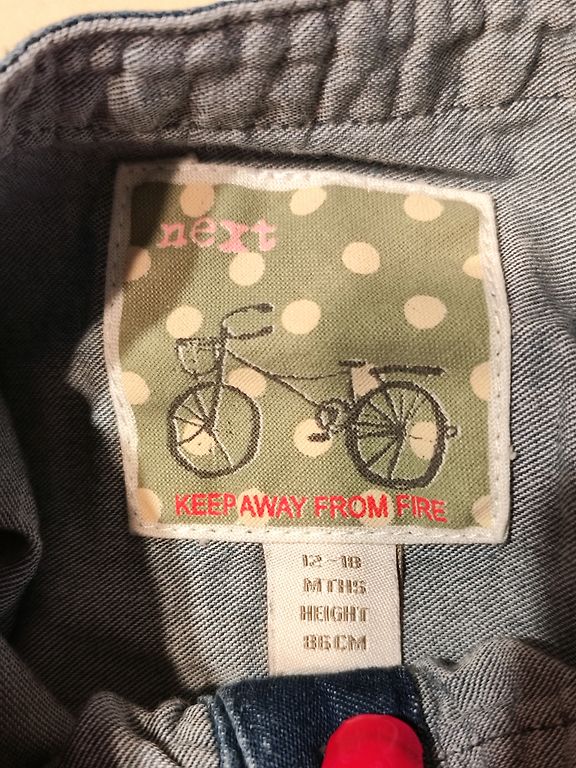 next
KEEP AWAY FROM FIRE
12-18
MTHS
HEIGHT
86CM